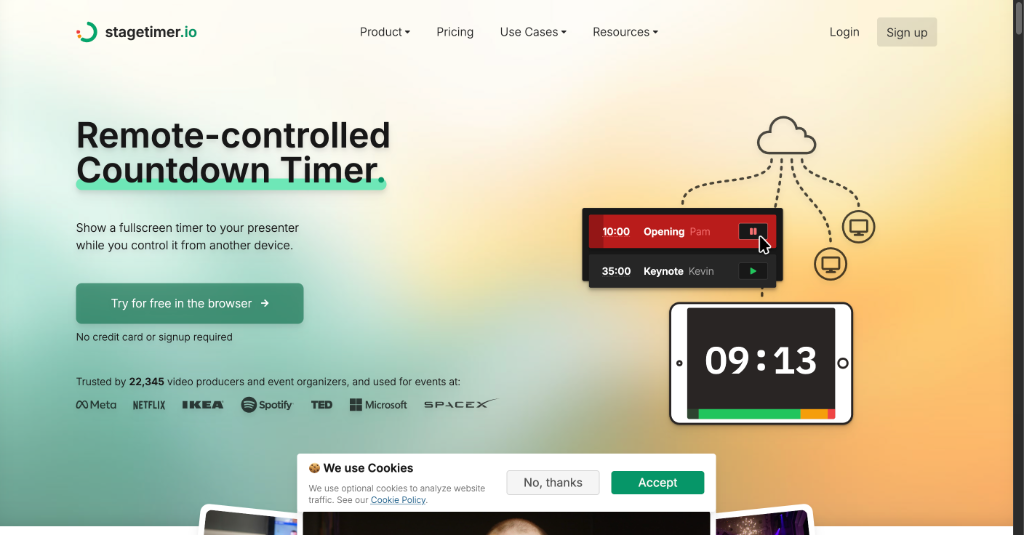 stagetimer.io
Product
Pricing
Use Cases
Resources
Login
Sign up
Remote-controlled
Countdown Timer.
Show a fullscreen timer to your presenter
while you control it from another device.
Try for free in the browser →
No credit card or signup required
Trusted by 22,345 video producers and event organizers, and used for events at:
Meta
NETFLIX
IKEA
Spotify
TED
Microsoft
SPACEX
10:00 Opening Pam
35:00 Keynote Kevin
09:13
We use Cookies
We use optional cookies to analyze website
traffic. See our Cookie Policy.
No, thanks
Accept